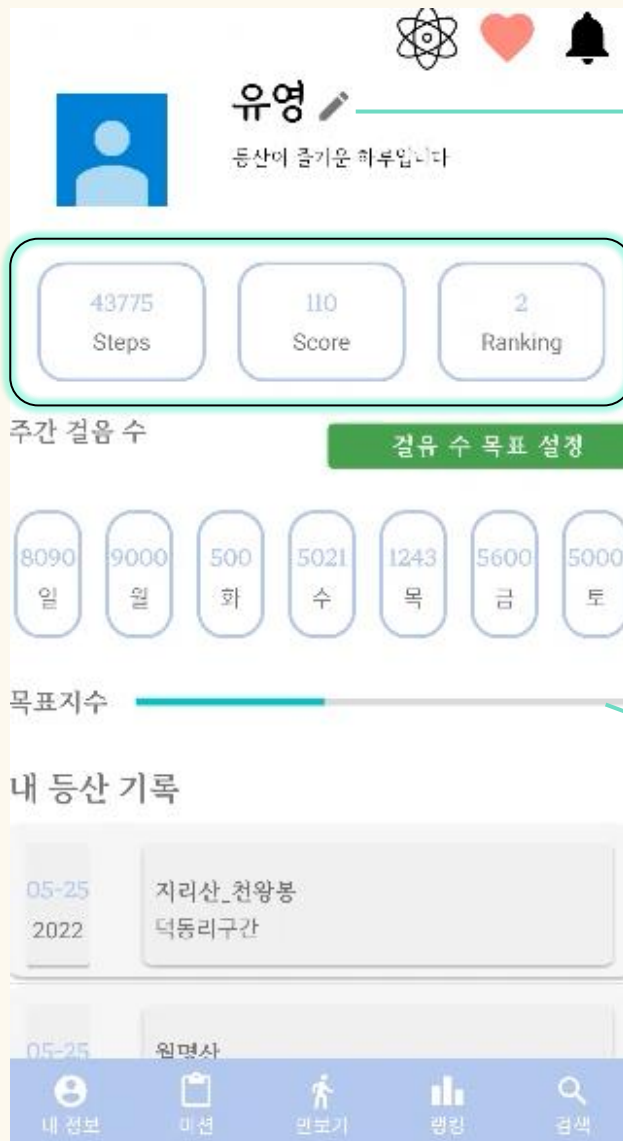 유영
등산이 즐거운 하루입니다
43775
110
2
Steps
Score
Ranking
주간 걸음 수
걸음 수 목표 설정
8090 9000 500 5021 1243 5600 5000
일 월 화 수 목 금 토
목표지수
내 등산 기록
05-25
2022
지리산_천왕봉
덕동리구간
05-25
원명산
내 정보 미션 만보기 랭킹 검색